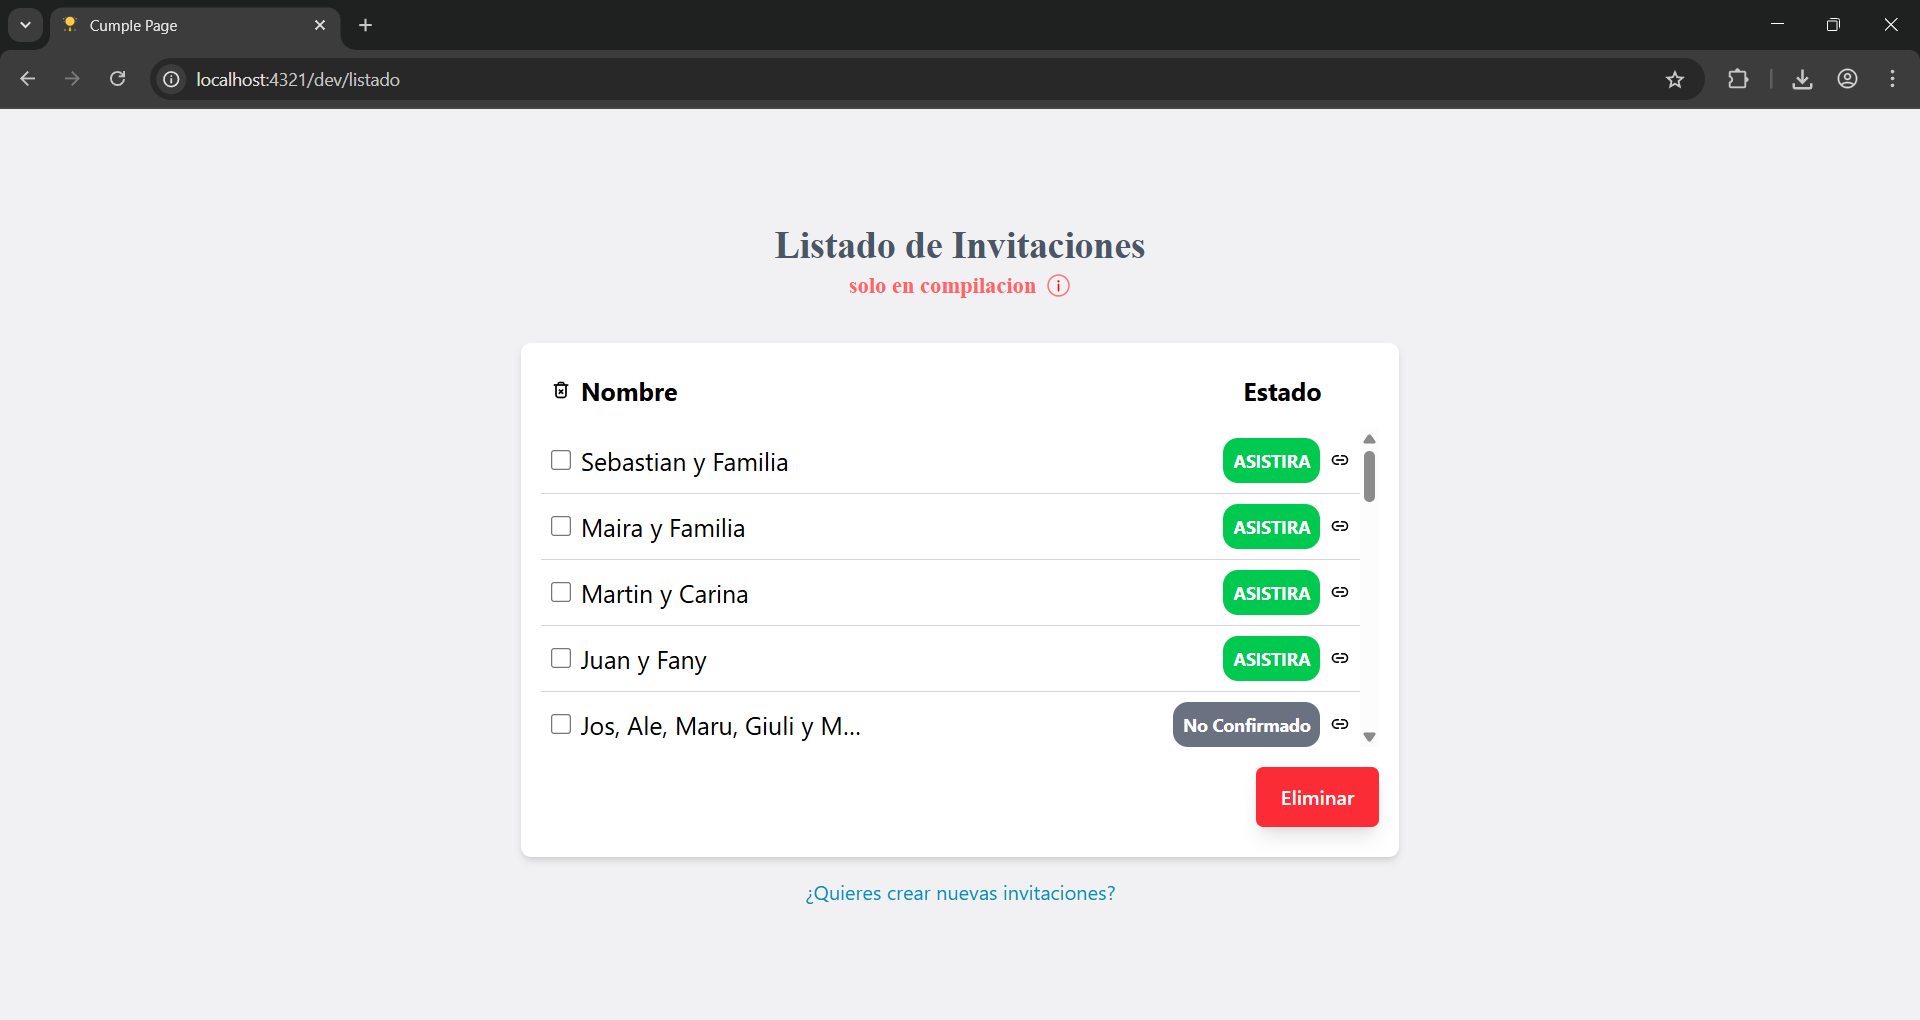 Cumple Page
localhost:4321/dev/listado
Listado de Invitaciones
solo en compilacion
Nombre Estado
Sebastian y Familia ASISTIRA
Maira y Familia ASISTIRA
Martin y Carina ASISTIRA
Juan y Fany ASISTIRA
Jos, Ale, Maru, Giuli y M... No Confirmado
Eliminar
¿Quieres crear nuevas invitaciones?